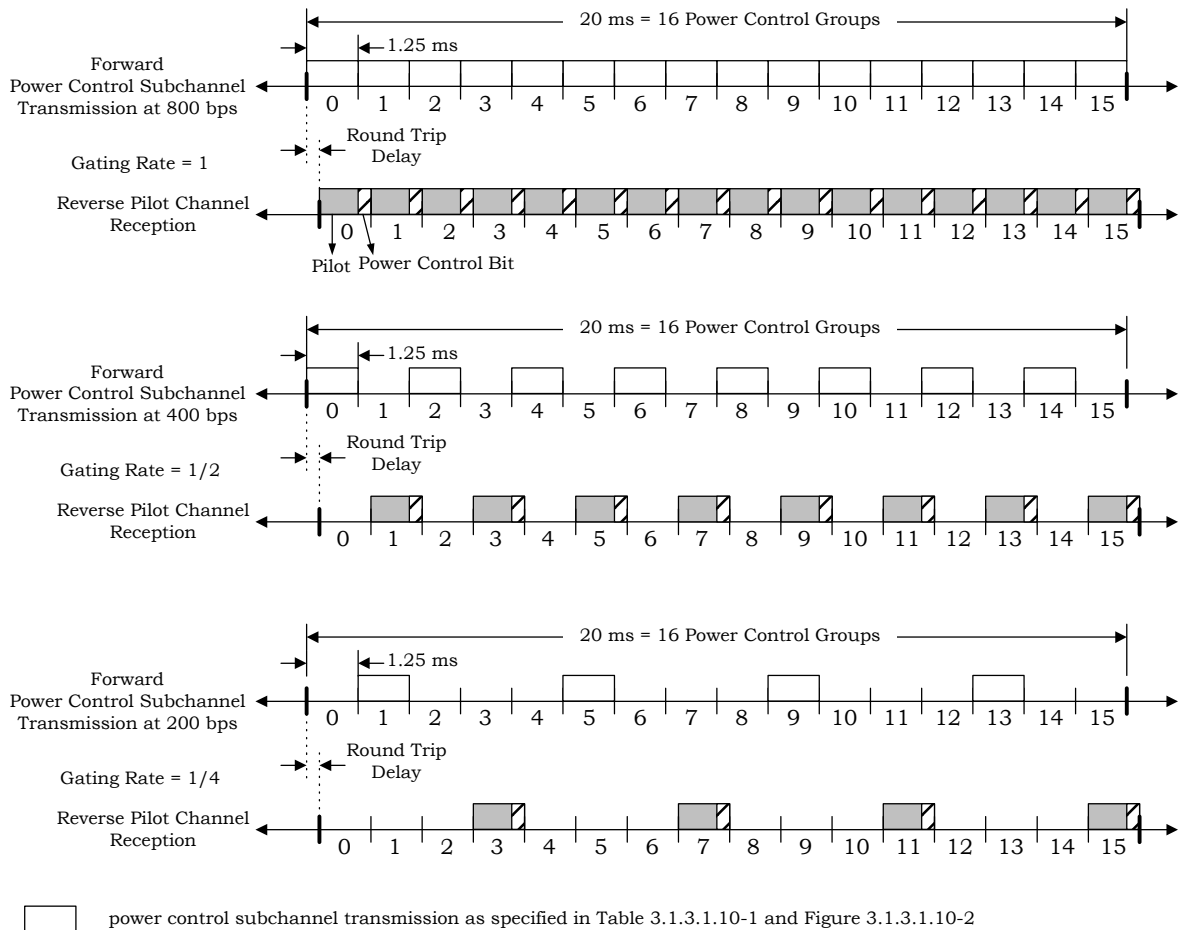 20 ms = 16 Power Control Groups
1.25 ms
Forward
Power Control Subchannel
Transmission at 800 bps
0 1 2 3 4 5 6 7 8 9 10 11 12 13 14 15
Round Trip
Delay
Gating Rate = 1
Reverse Pilot Channel
Reception
0 1 2 3 4 5 6 7 8 9 10 11 12 13 14 15
Pilot Power Control Bit
20 ms = 16 Power Control Groups
1.25 ms
Forward
Power Control Subchannel
Transmission at 400 bps
0 1 2 3 4 5 6 7 8 9 10 11 12 13 14 15
Round Trip
Delay
Gating Rate = 1/2
Reverse Pilot Channel
Reception
0 1 2 3 4 5 6 7 8 9 10 11 12 13 14 15
20 ms = 16 Power Control Groups
1.25 ms
Forward
Power Control Subchannel
Transmission at 200 bps
0 1 2 3 4 5 6 7 8 9 10 11 12 13 14 15
Round Trip
Delay
Gating Rate = 1/4
Reverse Pilot Channel
Reception
0 1 2 3 4 5 6 7 8 9 10 11 12 13 14 15
power control subchannel transmission as specified in Table 3.1.3.1.10-1 and Figure 3.1.3.1.10-2